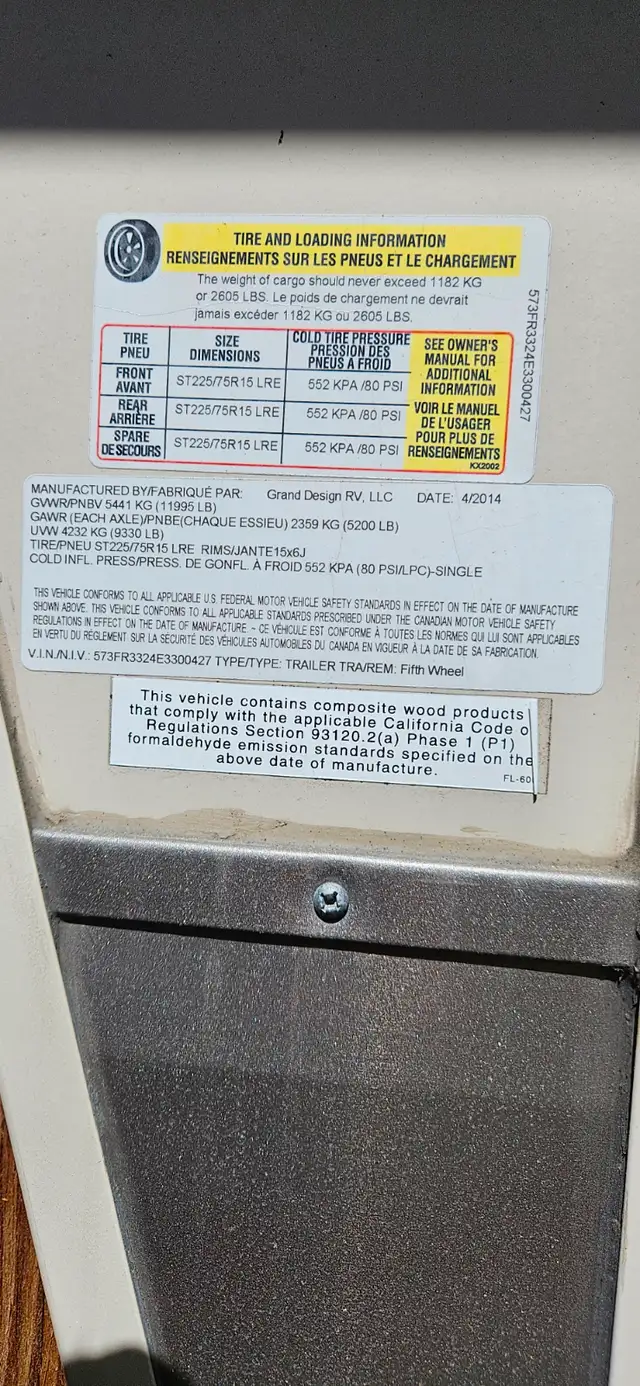 TIRE AND LOADING INFORMATION
RENSEIGNEMENTS SUR LES PNEUS ET LE CHARGEMENT
The weight of cargo should never exceed 1182 KG
or 2605 LBS. Le poids de chargement ne devrait
jamais excéder 1182 KG ou 2605 LBS.
TIRE PNEU SIZE DIMENSIONS COLD TIRE PRESSURE PRESSION DES PNEUS A FROID
FRONT AVANT ST225/75R15 LRE 552 KPA /80 PSI
REAR ARRIÈRE ST225/75R15 LRE 552 KPA /80 PSI
SPARE DE SECOURS ST225/75R15 LRE 552 KPA /80 PSI
SEE OWNER'S
MANUAL FOR
ADDITIONAL
INFORMATION
VOIR LE MANUEL
DE L'USAGER
POUR PLUS DE
RENSEIGNEMENTS
KX2002
573FR3324E3300427
MANUFACTURED BY/FABRIQUÉ PAR: Grand Design RV, LLC DATE: 4/2014
GVWR/PNBV 5441 KG (11995 LB)
GAWR (EACH AXLE)/PNBE(CHAQUE ESSIEU) 2359 KG (5200 LB)
UVW 4232 KG (9330 LB)
TIRE/PNEU ST225/75R15 LRE RIMS/JANTE15x6J
COLD INFL. PRESS/PRESS. DE GONFL. À FROID 552 KPA (80 PSI/LPC)-SINGLE
THIS VEHICLE CONFORMS TO ALL APPLICABLE U.S. FEDERAL MOTOR VEHICLE SAFETY STANDARDS IN EFFECT ON THE DATE OF MANUFACTURE
SHOWN ABOVE. THIS VEHICLE CONFORMS TO ALL APPLICABLE STANDARDS PRESCRIBED UNDER THE CANADIAN MOTOR VEHICLE SAFETY
REGULATIONS IN EFFECT ON THE DATE OF MANUFACTURE. - CE VÉHICULE EST CONFORME À TOUTES LES NORMES QUI LUI SONT APPLICABLES
EN VERTU DU RÈGLEMENT SUR LA SÉCURITÉ DES VÉHICULES AUTOMOBILES DU CANADA EN VIGUEUR À LA DATE DE SA FABRICATION.
V.I.N./N.I.V.: 573FR3324E3300427 TYPE/TYPE: TRAILER TRA/REM: Fifth Wheel
This vehicle contains composite wood products
that comply with the applicable California Code o
Regulations Section 93120.2(a) Phase 1 (P1)
formaldehyde emission standards specified on the
above date of manufacture.
FL-60